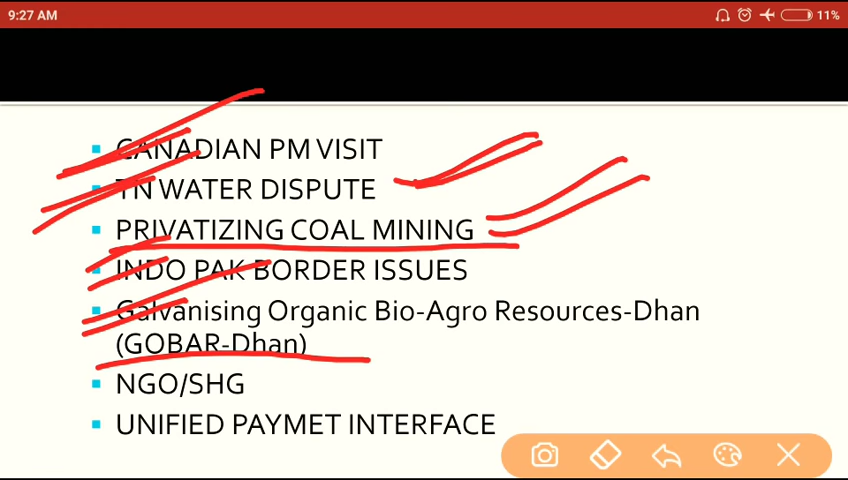 9:27 AM
11%
CANADIAN PM VISIT
TN WATER DISPUTE
PRIVATIZING COAL MINING
INDO PAK BORDER ISSUES
Galvanising Organic Bio-Agro Resources-Dhan
(GOBAR-Dhan)
NGO/SHG
UNIFIED PAYMET INTERFACE